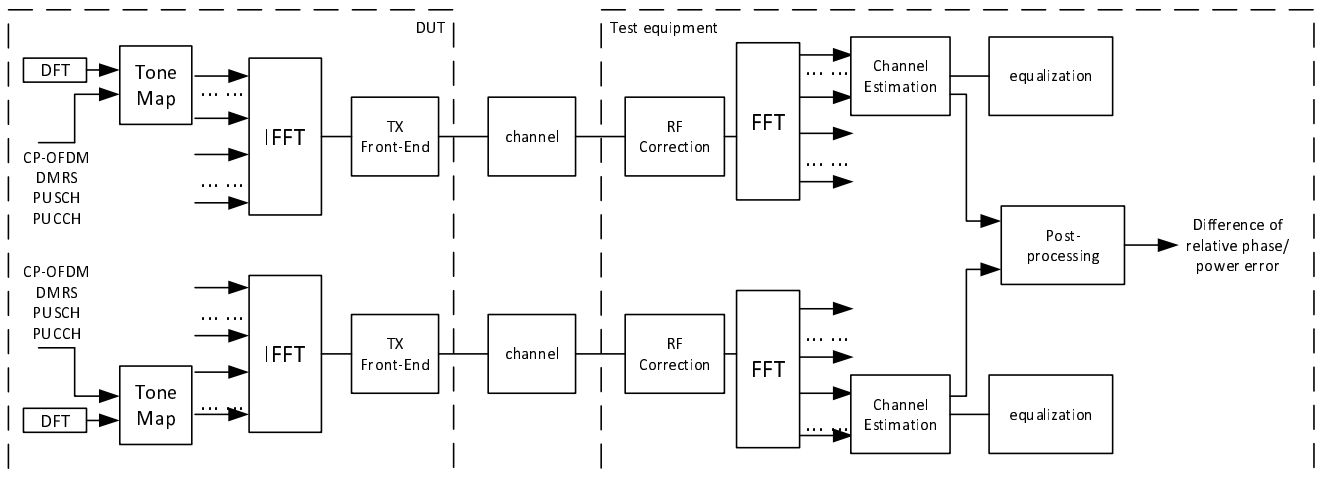 DUT
Test equipment
DFT
Tone
Map
... ...
... ...
CP-OFDM
DMRS
PUSCH
PUCCH
IFFT
TX
Front-End
channel
RF
Correction
FFT
... ...
... ...
Channel
Estimation
equalization
Post-
processing
Difference of
relative phase/
power error
CP-OFDM
DMRS
PUSCH
PUCCH
DFT
Tone
Map
... ...
... ...
IFFT
TX
Front-End
channel
RF
Correction
FFT
... ...
... ...
Channel
Estimation
equalization